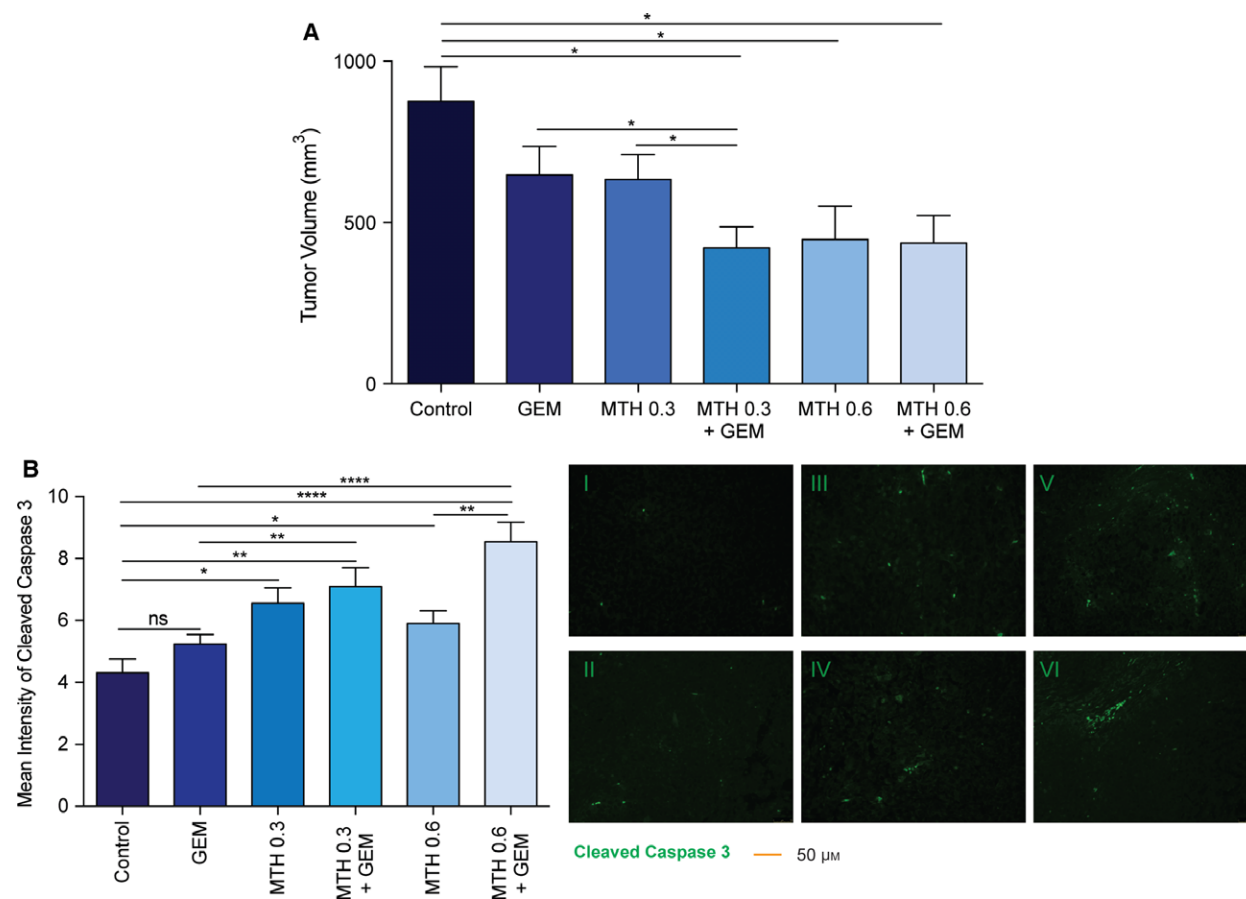 A
*
*
*
*
*
Tumor Volume (mm³)
1000
500
0
Control
GEM
MTH 0.3
MTH 0.3
+ GEM
MTH 0.6
MTH 0.6
+ GEM
B
Mean Intensity of Cleaved Caspase 3
10
8
6
4
2
0
****
****
**
*
**
**
*
ns
Control
GEM
MTH 0.3
MTH 0.3
+ GEM
MTH 0.6
MTH 0.6
+ GEM
I
III
V
II
IV
VI
Cleaved Caspase 3
50 μM